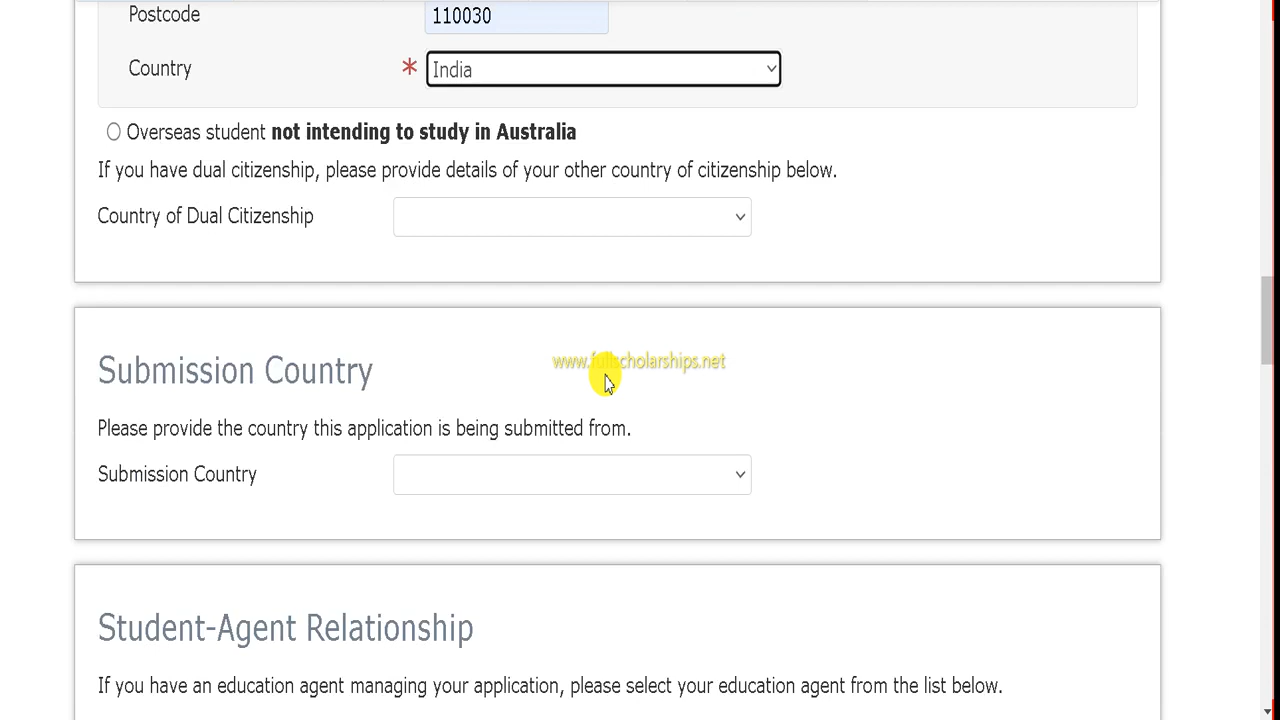 Postcode 110030
Country * India
Overseas student not intending to study in Australia
If you have dual citizenship, please provide details of your other country of citizenship below.
Country of Dual Citizenship
Submission Country
www.fullscholarships.net
Please provide the country this application is being submitted from.
Submission Country
Student-Agent Relationship
If you have an education agent managing your application, please select your education agent from the list below.